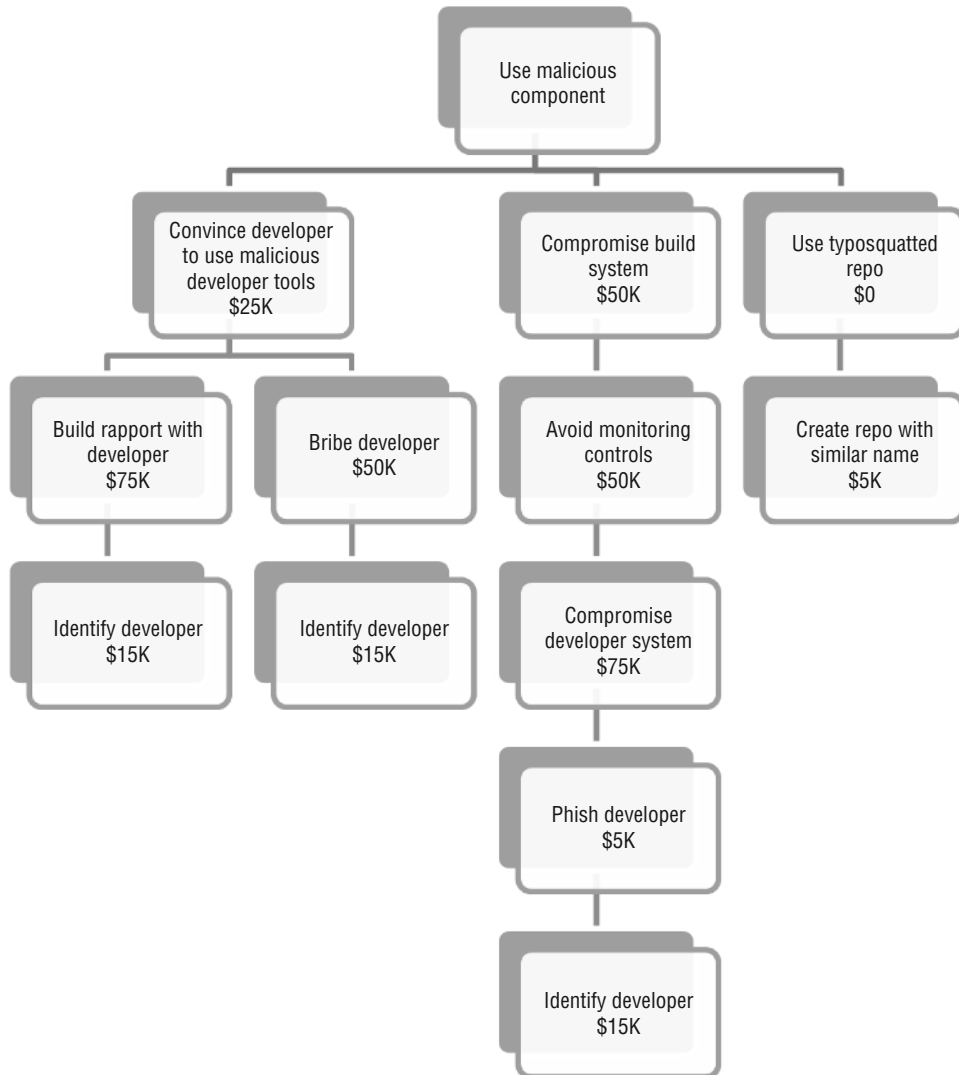 Use malicious
component
Convince developer
to use malicious
developer tools
$25K
Compromise build
system
$50K
Use typosquatted
repo
$0
Build rapport with
developer
$75K
Bribe developer
$50K
Avoid monitoring
controls
$50K
Create repo with
similar name
$5K
Identify developer
$15K
Identify developer
$15K
Compromise
developer system
$75K
Phish developer
$5K
Identify developer
$15K